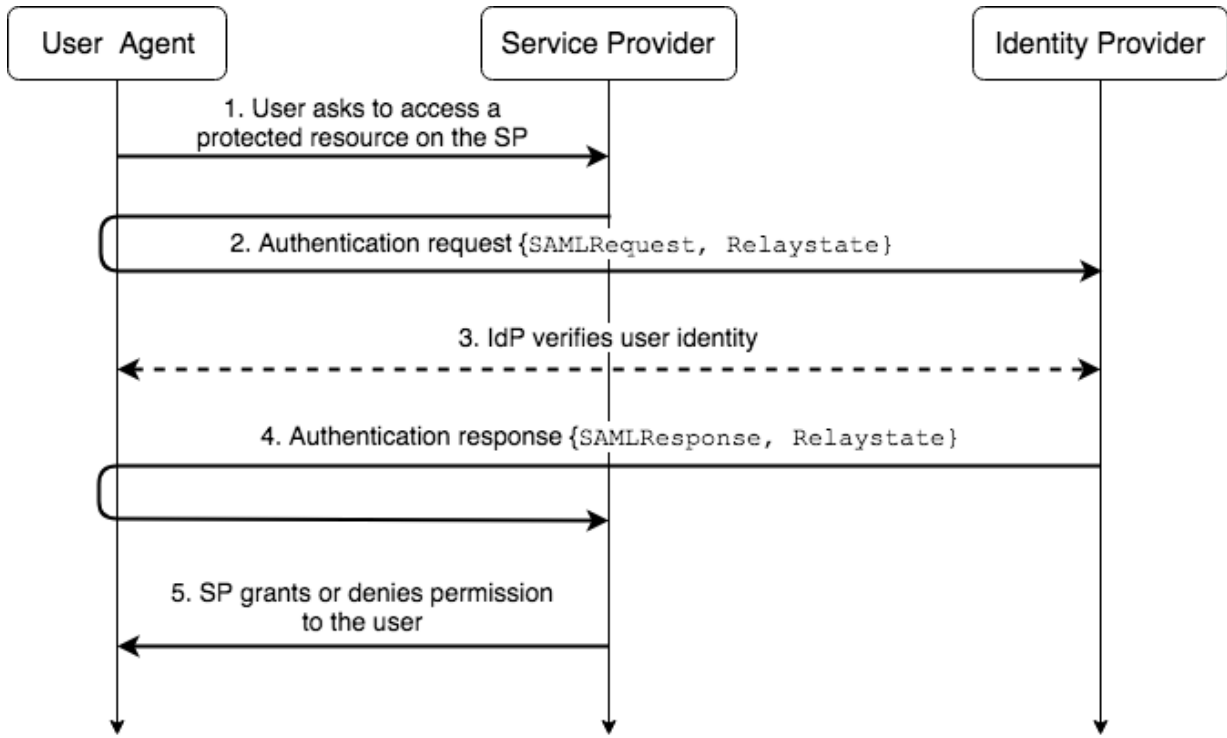 User Agent
Service Provider
Identity Provider
1. User asks to access a
protected resource on the SP
2. Authentication request {SAMLRequest, Relaystate}
3. IdP verifies user identity
4. Authentication response {SAMLResponse, Relaystate}
5. SP grants or denies permission
to the user